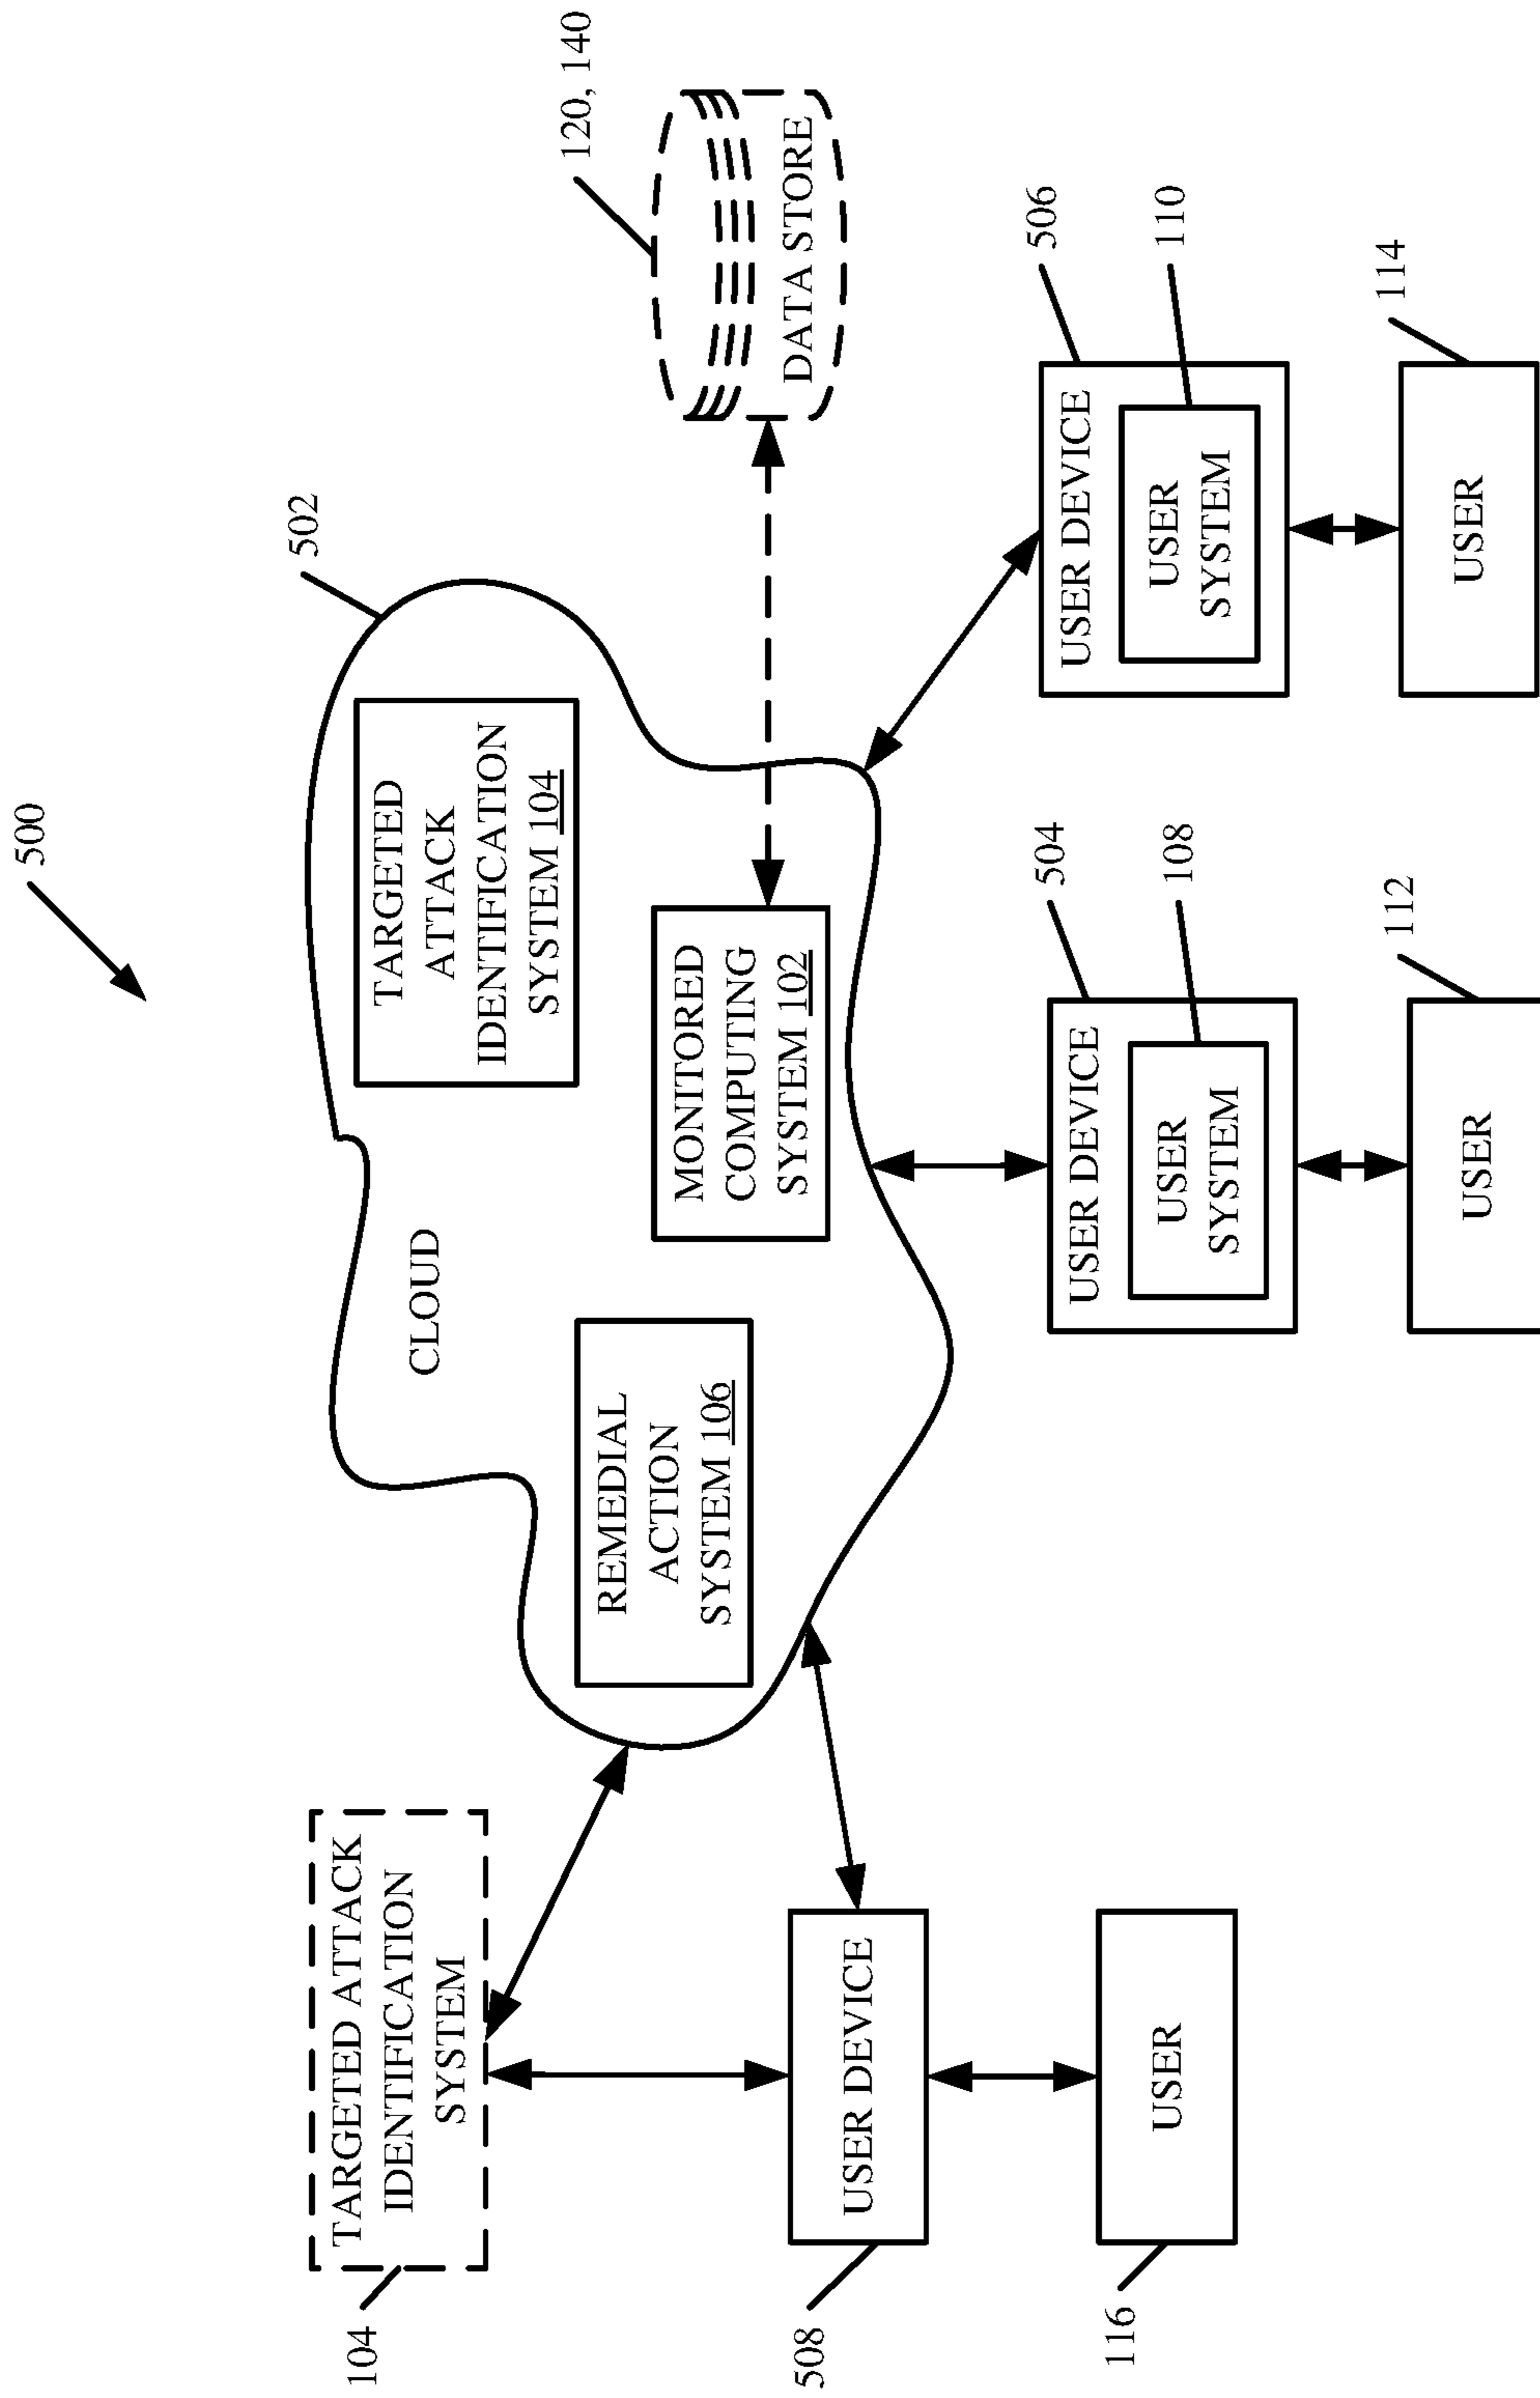 500
502
CLOUD
TARGETED
ATTACK
IDENTIFICATION
SYSTEM 104
TARGETED ATTACK
IDENTIFICATION
SYSTEM
104
REMEDIAL
ACTION
SYSTEM 106
MONITORED
COMPUTING
SYSTEM 102
120, 140
DATA STORE
508
USER DEVICE
116
USER
504
USER DEVICE
108
USER
SYSTEM
112
USER
506
USER DEVICE
110
USER
SYSTEM
114
USER